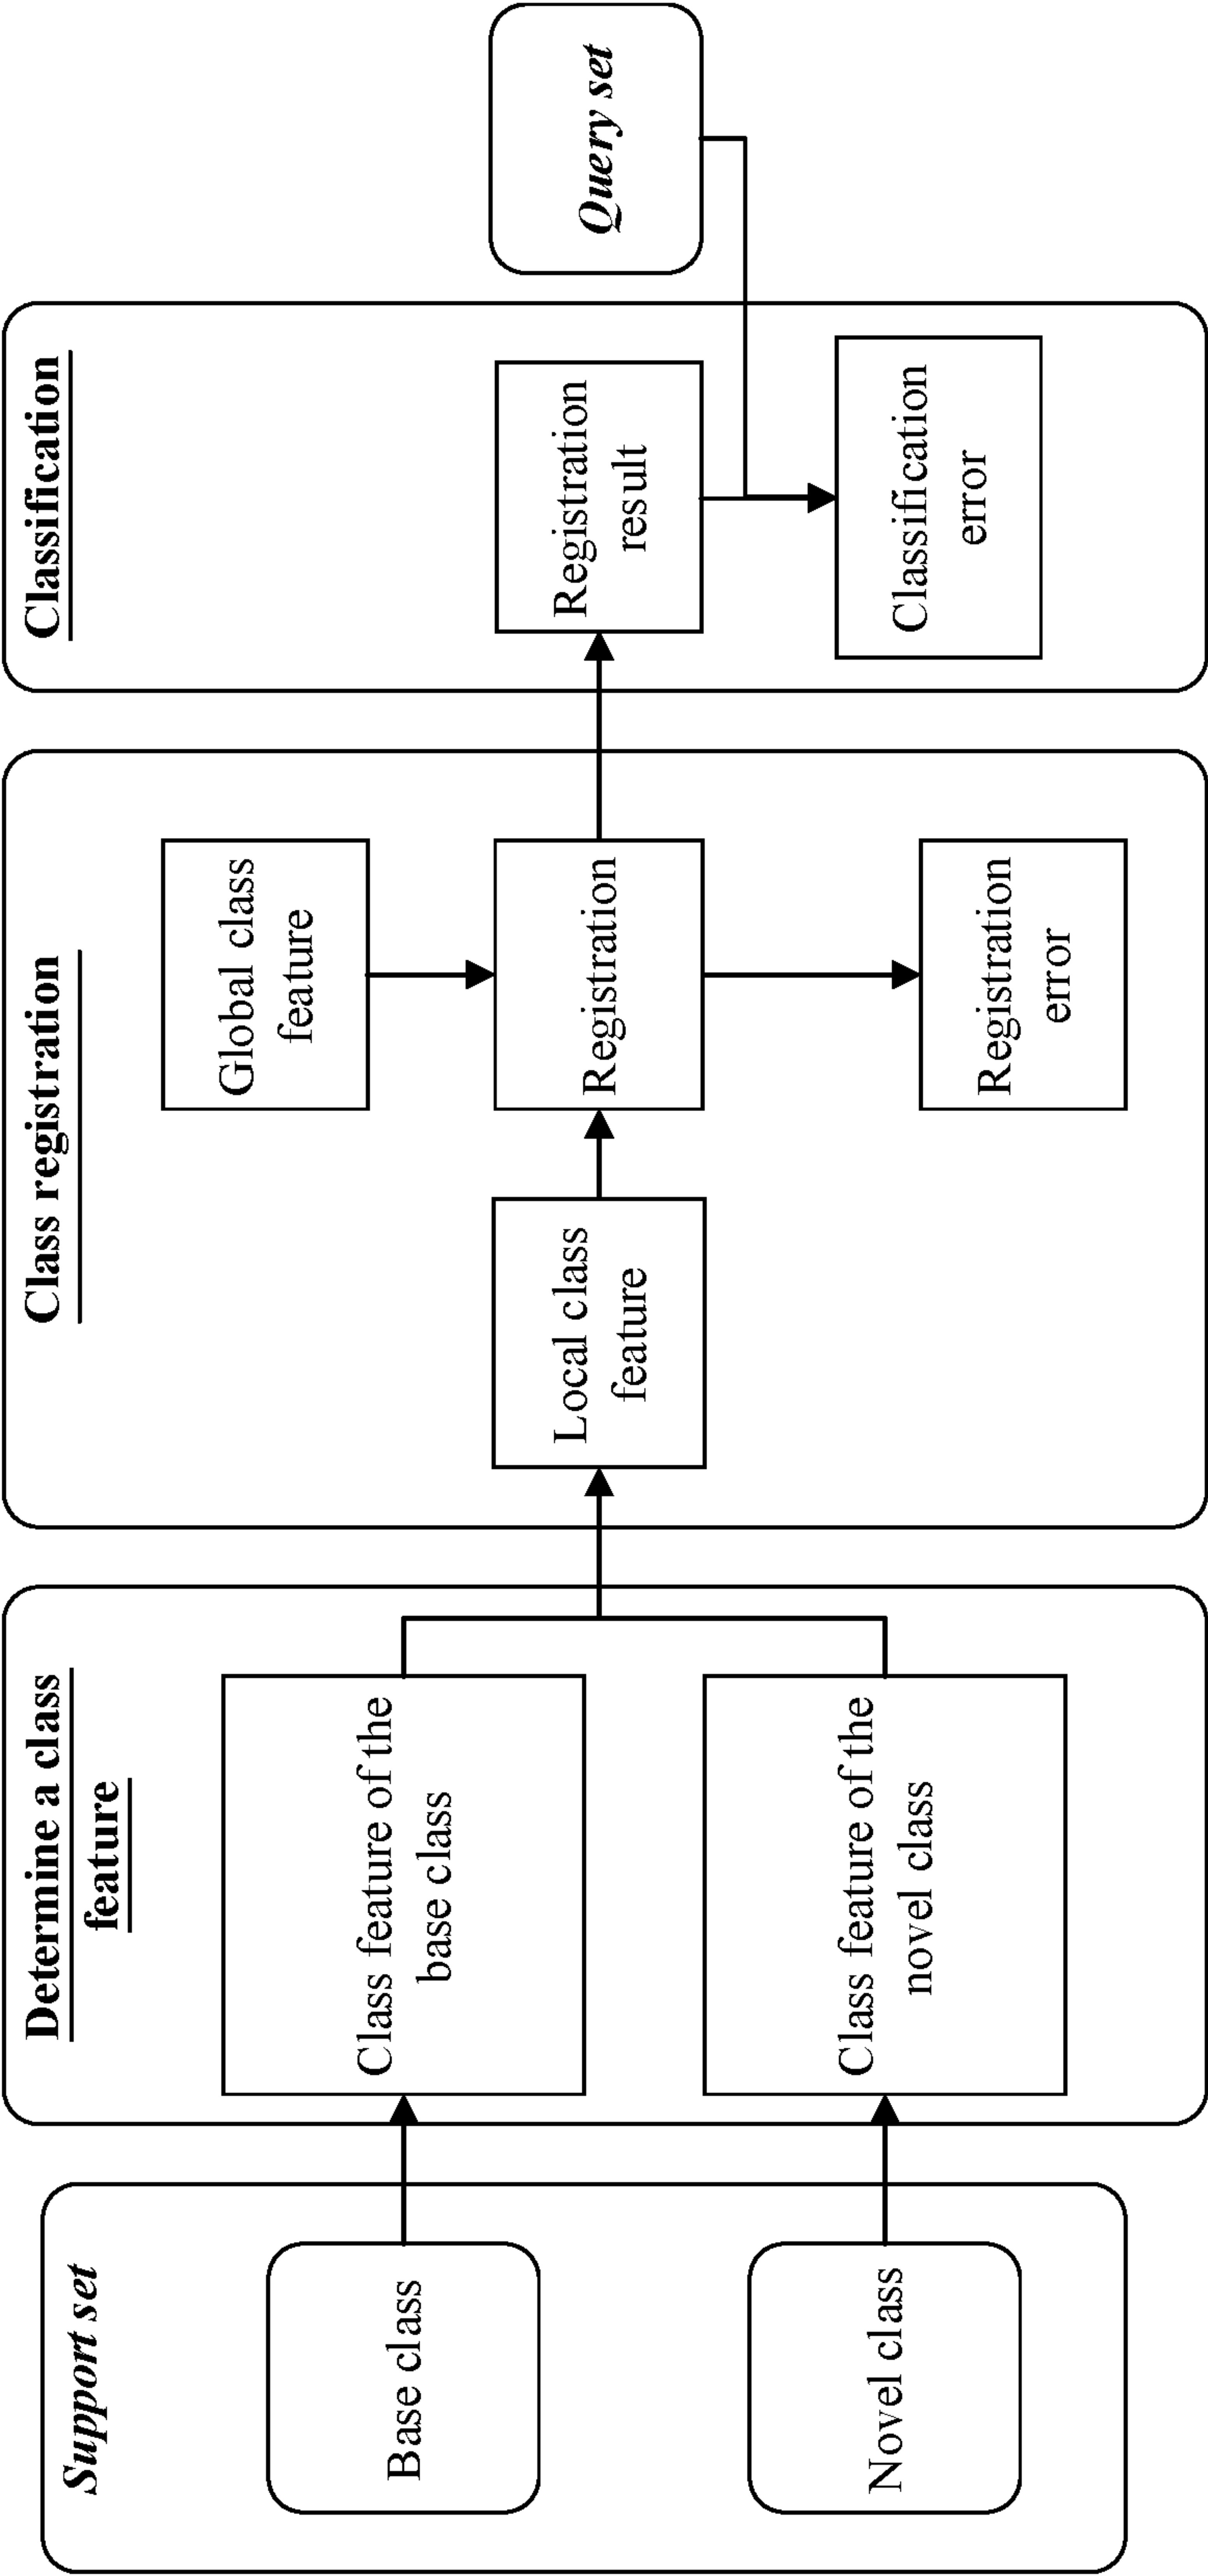 Support set
Base class
Novel class
Determine a class
feature
Class feature of the
base class
Class feature of the
novel class
Class registration
Local class
feature
Global class
feature
Registration
Registration
error
Classification
Registration
result
Classification
error
Query set